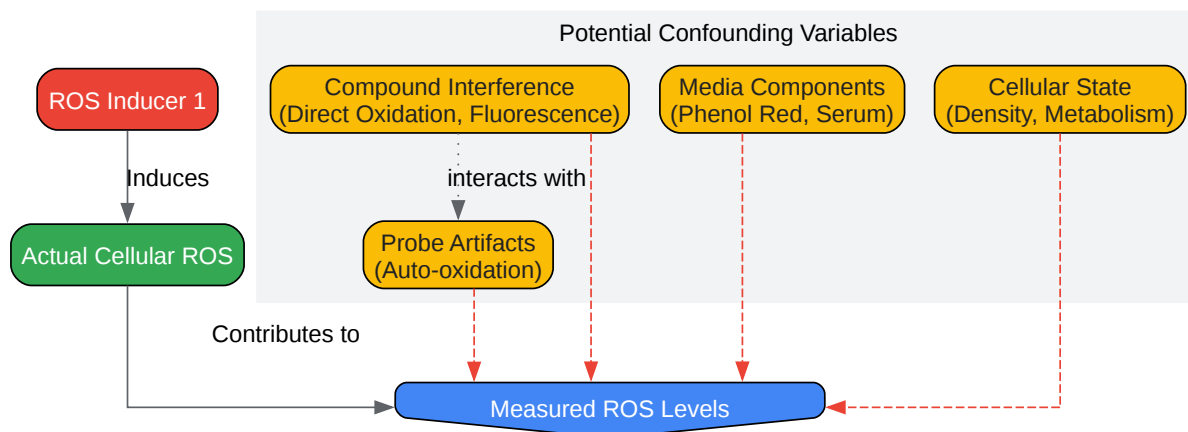 Potential Confounding Variables
ROS Inducer 1
Compound Interference
(Direct Oxidation, Fluorescence)
Media Components
(Phenol Red, Serum)
Cellular State
(Density, Metabolism)
Induces
interacts with
Actual Cellular ROS
Probe Artifacts
(Auto-oxidation)
Contributes to
Measured ROS Levels